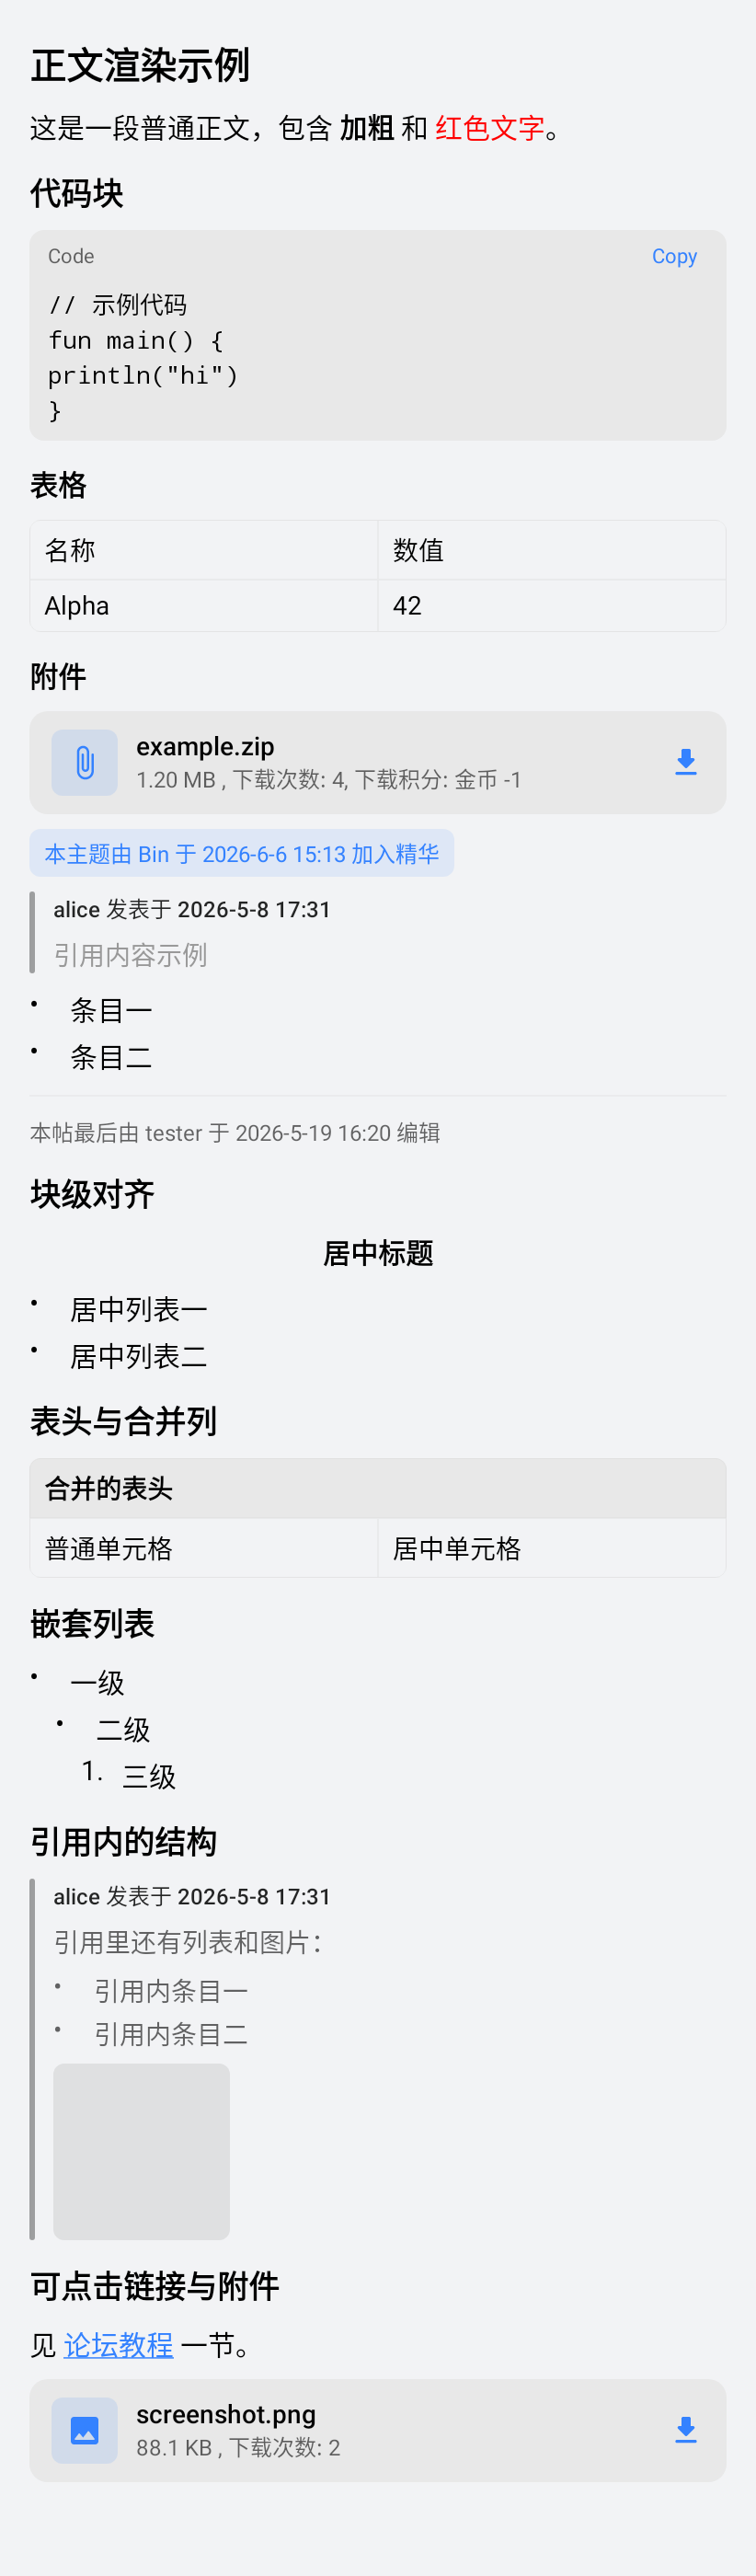 正文渲染示例
这是一段普通正文，包含 加粗 和 红色文字。
代码块
Code Copy
// 示例代码
fun main() {
println("hi")
}
表格
名称 数值
Alpha 42
附件
example.zip
1.20 MB , 下载次数: 4, 下载积分: 金币 -1
本主题由 Bin 于 2026-6-6 15:13 加入精华
alice 发表于 2026-5-8 17:31
引用内容示例
• 条目一
• 条目二
本帖最后由 tester 于 2026-5-19 16:20 编辑
块级对齐
居中标题
• 居中列表一
• 居中列表二
表头与合并列
合并的表头
普通单元格 居中单元格
嵌套列表
• 一级
• 二级
1. 三级
引用内的结构
alice 发表于 2026-5-8 17:31
引用里还有列表和图片：
• 引用内条目一
• 引用内条目二
可点击链接与附件
见 论坛教程 一节。
screenshot.png
88.1 KB , 下载次数: 2